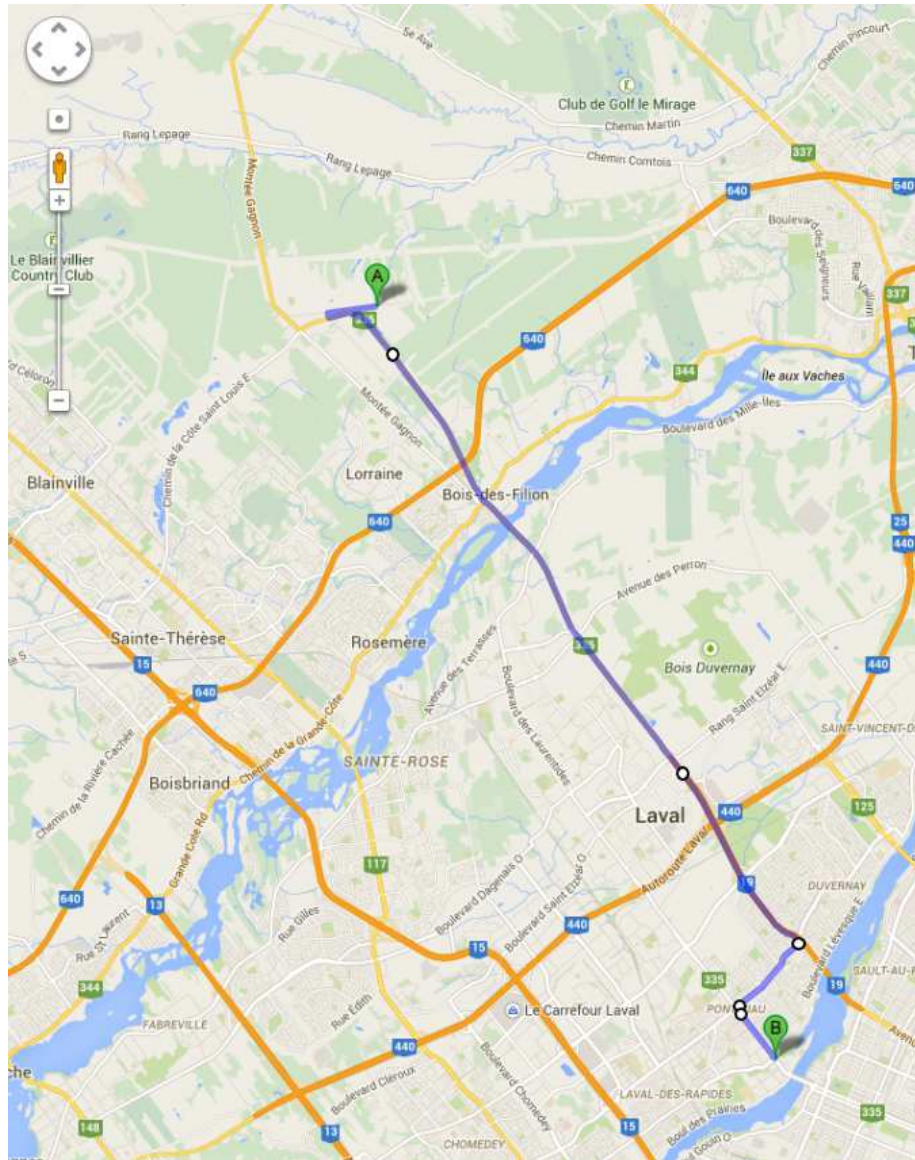 5e Ave
Chemin Pincourt
Club de Golf le Mirage
Chemin Martin
Rang Lepage
Rang Lepage
Chemin Comtois
337
640
640
Montée Gagnon
Boulevard des Seigneurs
Rue Vaillant
Le Blainvillier
Country Club
A
337
640
344
Île aux Vaches
Boulevard des Mille-Îles
Chemin de la Côte Saint Louis E
Montée Gagnon
Lorraine
Blainville
Bois-des-Filion
640
25
440
Avenue des Perron
Sainte-Thérèse
Rosemère
335
Bois Duvernay
15
Avenue des Terrasses
Boulevard des Laurentides
Rang Saint Elzéar E
440
640
Chemin de la Grande-Côte
SAINTE-ROSE
SAINT-VINCENT-D
Chemin de la Rivière Cachée
Boisbriand
Laval
440
125
Grande Cote Rd
117
Autoroute Laval
19
DUVERNAY
640
13
Boulevard Dagenais O
Boulevard Saint Elzéar O
440
Rue St Laurent
Rue Gilles
15
Boulevard Lévesque E
SAULT-AU-R
344
335
19
Rue Édith
Le Carrefour Laval
FABREVILLE
B
440
Aven
che
Boulevard Cléroux
Boulevard Chomedey
LAVAL-DES-RAPIDES
Boul des Prairies
335
148
13
15
CHOMEDEY
Boul Gouin O